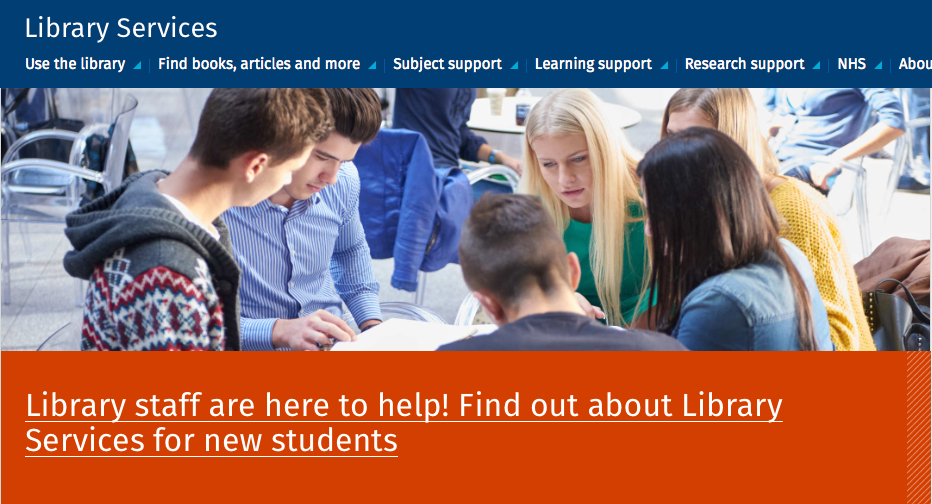 Library Services
Use the library Find books, articles and more Subject support Learning support Research support NHS Abou
Library staff are here to help! Find out about Library
Services for new students